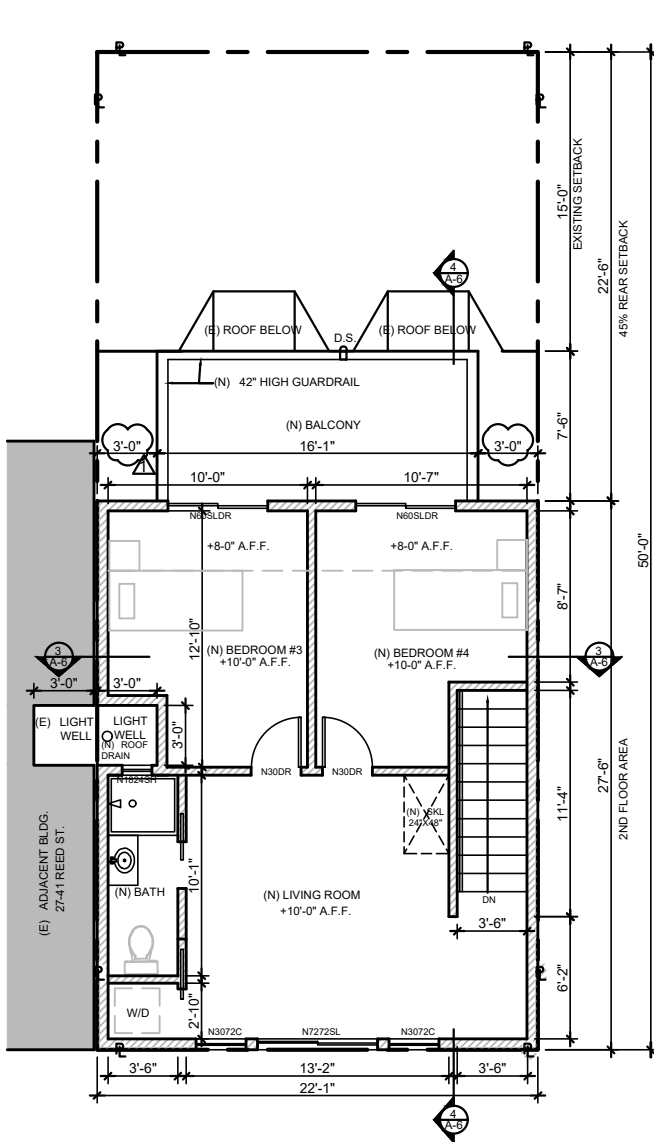 P
L
P
L
P
L
P
L
15'-0"
EXISTING SETBACK
22'-6"
45% REAR SETBACK
4
A-6
(E) ROOF BELOW
(E) ROOF BELOW
D.S.
(N) 42" HIGH GUARDRAIL
(N) BALCONY
7'-6"
3'-0"
16'-1"
3'-0"
1
10'-0"
10'-7"
N60SLDR
N60SLDR
+8-0" A.F.F.
+8-0" A.F.F.
50'-0"
8'-7"
12'-10"
(N) BEDROOM #3
+10'-0" A.F.F.
(N) BEDROOM #4
+10-0" A.F.F.
3
A-6
3
A-6
3'-0"
3'-0"
(E) LIGHT
WELL
LIGHT
WELL
(N) ROOF
DRAIN
3'-0"
N1824SH
N30DR
N30DR
(N) SKL
24"X48"
11'-4"
27'-6"
2ND FLOOR AREA
(E) ADJACENT BLDG.
27-41 REED ST.
(N) BATH
10'-1"
(N) LIVING ROOM
+10'-0" A.F.F.
DN
3'-6"
6'-2"
P
L
P
L
W/D
2'-10"
N3072C
N7272SL
N3072C
P
L
P
L
3'-6"
13'-2"
3'-6"
22'-1"
4
A-6